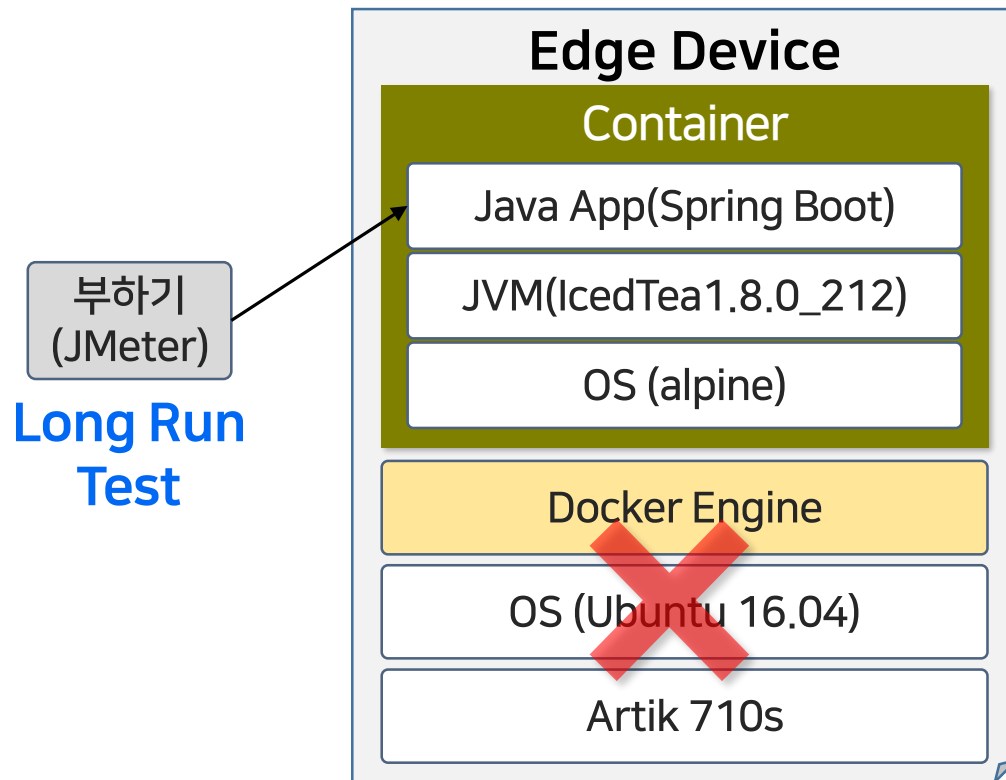 Edge Device
Container
Java App(Spring Boot)
JVM(IcedTea1.8.0_212)
OS (alpine)
부하기
(JMeter)
Long Run
Test
Docker Engine
OS (Ubuntu 16.04)
Artik 710s